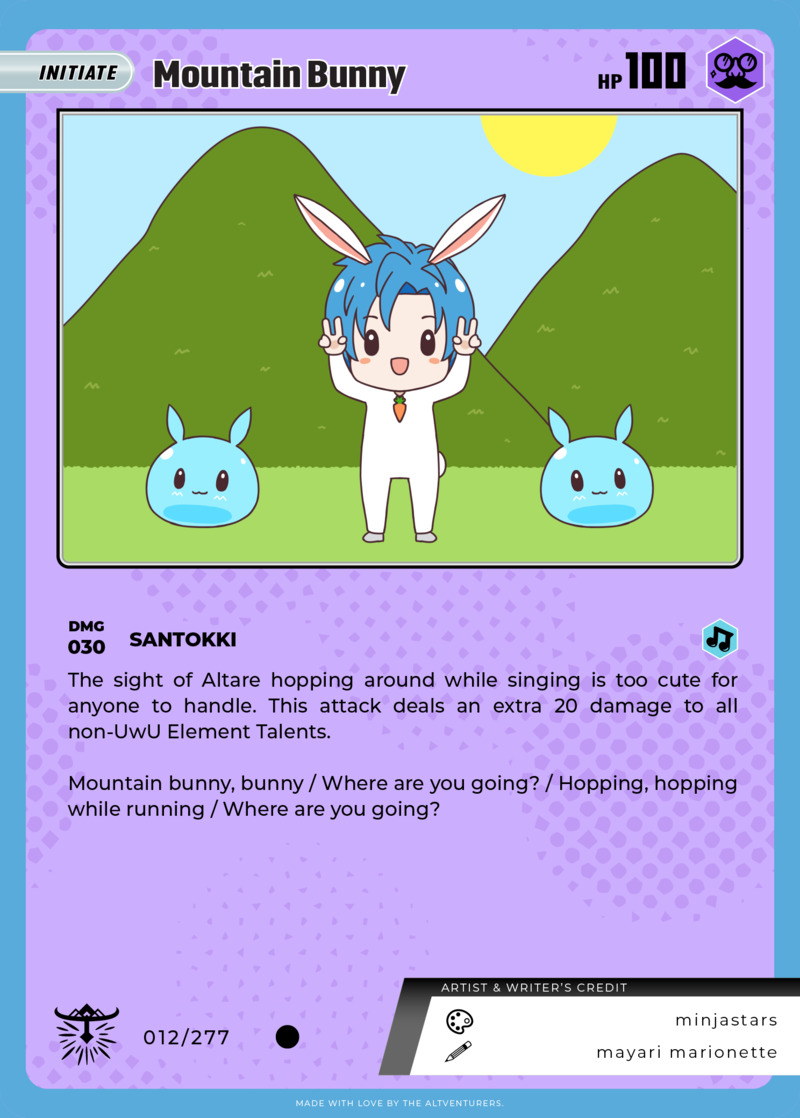 INITIATE
Mountain Bunny
HP 100
DMG
030
SANTOKKI
The sight of Altare hopping around while singing is too cute for
anyone to handle. This attack deals an extra 20 damage to all
non-UwU Element Talents.
Mountain bunny, bunny / Where are you going? / Hopping, hopping
while running / Where are you going?
ARTIST & WRITER'S CREDIT
minjastars
012/277
mayari marionette
MADE WITH LOVE BY THE ALTVENTURERS.